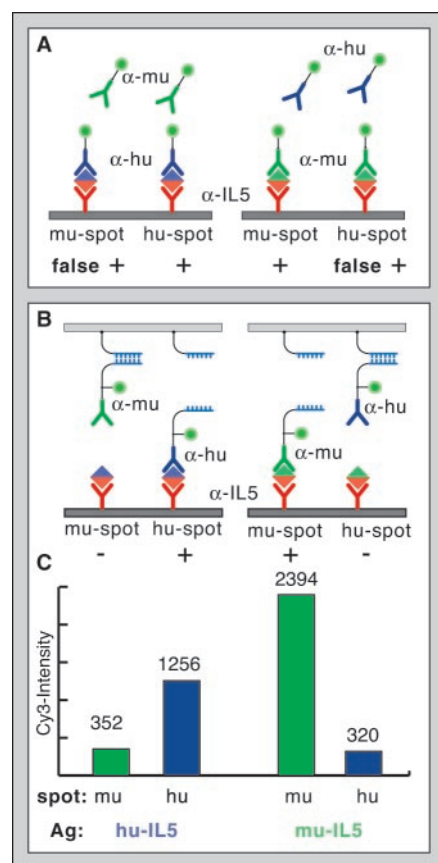 A
α-mu
α-hu
α-hu
α-mu
α-IL5
mu-spot hu-spot mu-spot hu-spot
false + + + false +
B
α-mu
α-hu
α-hu
α-mu
α-IL5
mu-spot hu-spot mu-spot hu-spot
- + + -
C
2394
1256
352
320
Cy3-Intensity
spot: mu hu mu hu
Ag: hu-IL5 mu-IL5